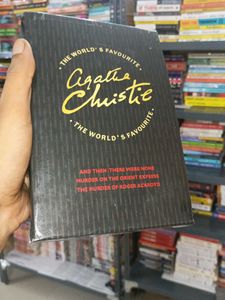 · THE WORLD'S FAVOURITE ·
Agatha
Christie
· THE WORLD'S FAVOURITE ·
AND THEN THERE WERE NONE
MURDER ON THE ORIENT EXPRESS
THE MURDER OF ROGER ACKROYD